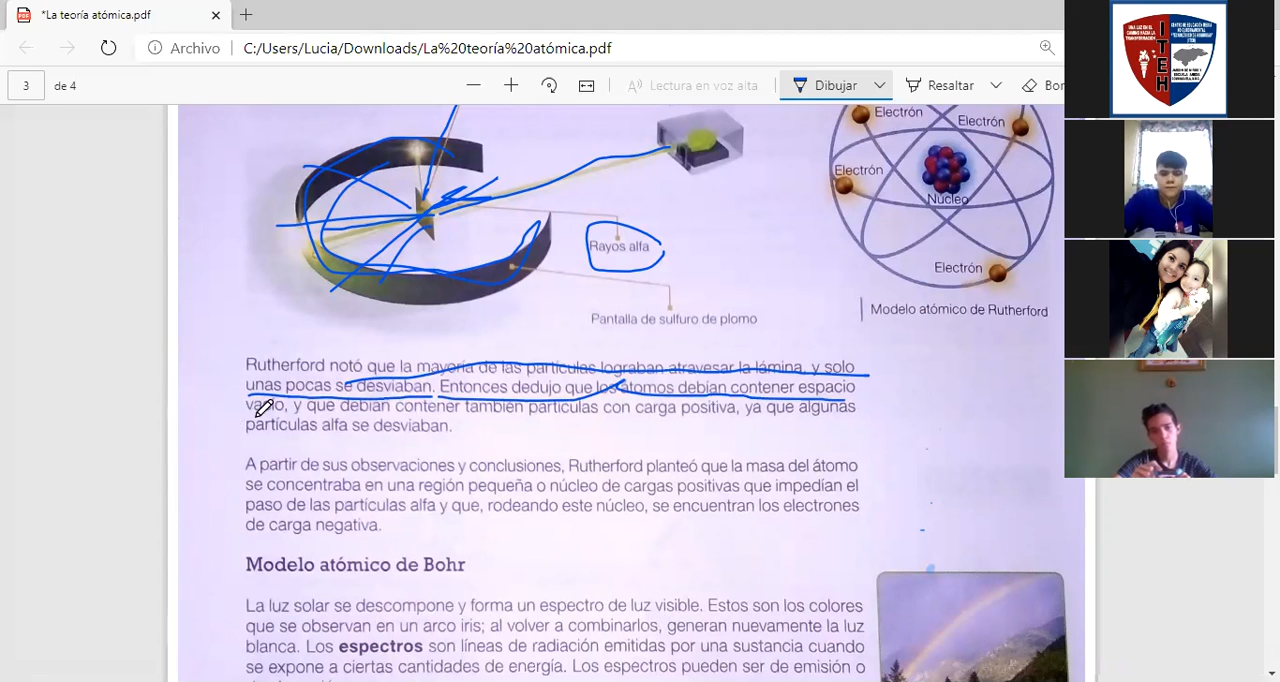 *La teoría atómica.pdf
Archivo
C:/Users/Lucia/Downloads/La%20teoría%20atómica.pdf
3
de 4
Lectura en voz alta
Dibujar
Resaltar
Electrón
Electrón
Electrón
Núcleo
Electrón
Modelo atómico de Rutherford
Rayos alfa
Pantalla de sulfuro de plomo
Rutherford notó que la mayoría de las partículas lograban atravesar la lámina, y solo
unas pocas se desviaban. Entonces dedujo que los átomos debían contener espacio
vacío, y que debían contener también partículas con carga positiva, ya que algunas
partículas alfa se desviaban.
A partir de sus observaciones y conclusiones, Rutherford planteó que la masa del átomo
se concentraba en una región pequeña o núcleo de cargas positivas que impedían el
paso de las partículas alfa y que, rodeando este núcleo, se encuentran los electrones
de carga negativa.
Modelo atómico de Bohr
La luz solar se descompone y forma un espectro de luz visible. Estos son los colores
que se observan en un arco iris; al volver a combinarlos, generan nuevamente la luz
blanca. Los espectros son líneas de radiación emitidas por una sustancia cuando
se expone a ciertas cantidades de energía. Los espectros pueden ser de emisión o
ITEH